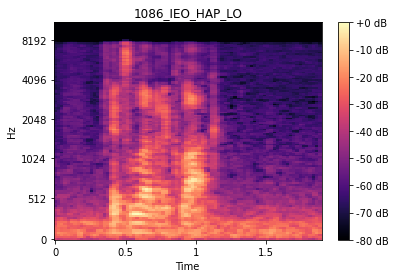 1086_IEO_HAP_LO
+0 dB
8192
-10 dB
4096
-20 dB
-30 dB
2048
Hz
-40 dB
1024
-50 dB
512
-60 dB
-70 dB
0
-80 dB
0
0.5
1
1.5
Time